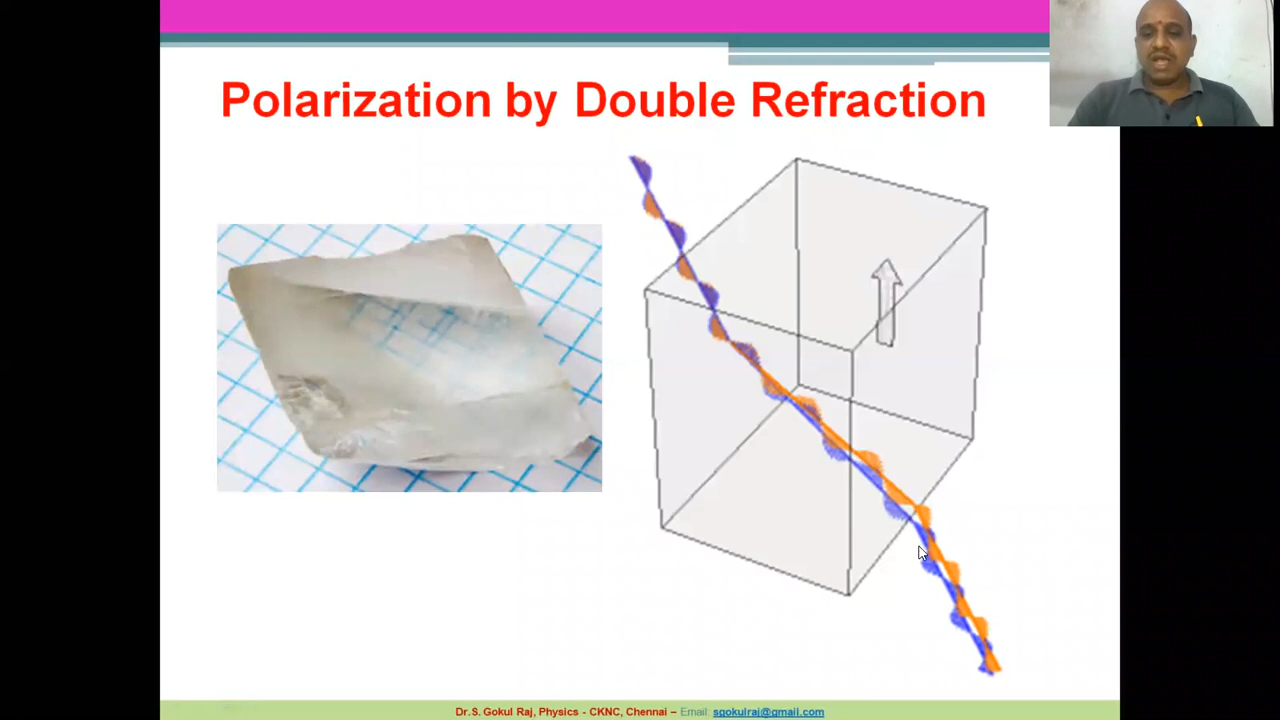 Polarization by Double Refraction
Dr. S. Gokul Raj, Physics - CKNC, Chennai – Email: sgokulraj@gmail.com